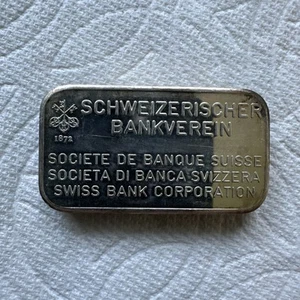 SCHWEIZERISCHER
BANKVEREIN
1872
SOCIETE DE BANQUE SUISSE
SOCIETA DI BANCA SVIZZERA
SWISS BANK CORPORATION